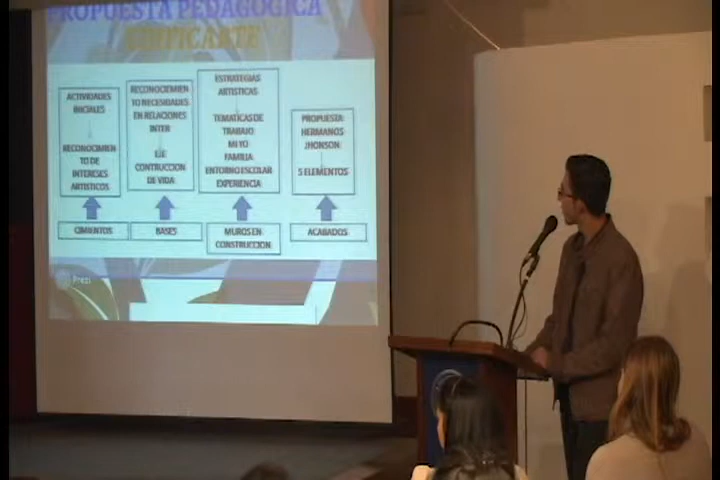 PROPUESTA PEDAGÓGICA
EDIFICARTE
ACTIVIDADES
INICIALES
RECONOCIMIEN
TO DE
INTERESES
ARTISTICOS
CIMIENTOS
RECONOCIMIEN
TO NECESIDADES
EN RELACIONES
INTER
EJE
CONTRUCCION
DE VIDA
BASES
ESTRATEGIAS
ARTISTICAS
TEMATICAS DE
TRABAJO
MI YO
FAMILIA
ENTORNO ESCOLAR
EXPERIENCIA
MUROS EN
CONSTRUCCION
PROPUESTA:
HERMANOS
JHONSON
5 ELEMENTOS
ACABADOS
Prezi